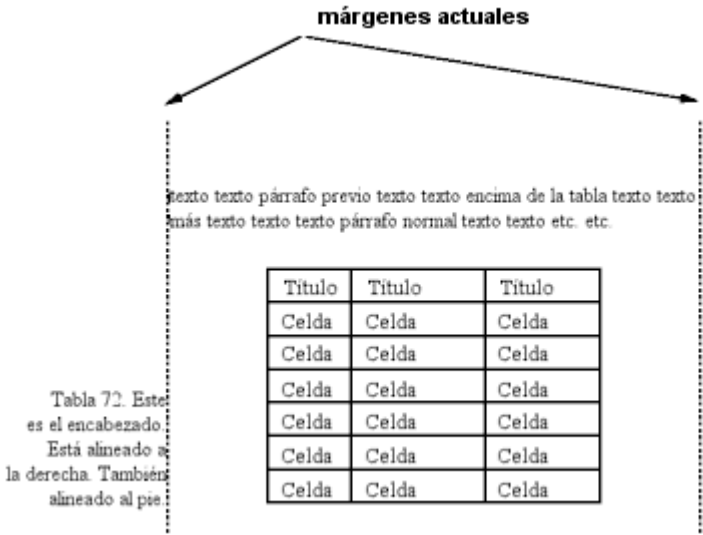 márgenes actuales
texto texto párrafo previo texto texto encima de la tabla texto texto
más texto texto texto párrafo normal texto texto etc. etc.
Título Título Título
Celda Celda Celda
Celda Celda Celda
Celda Celda Celda
Celda Celda Celda
Celda Celda Celda
Celda Celda Celda
Tabla 72. Este
es el encabezado.
Está alineado a
la derecha. También
alineado al pie.